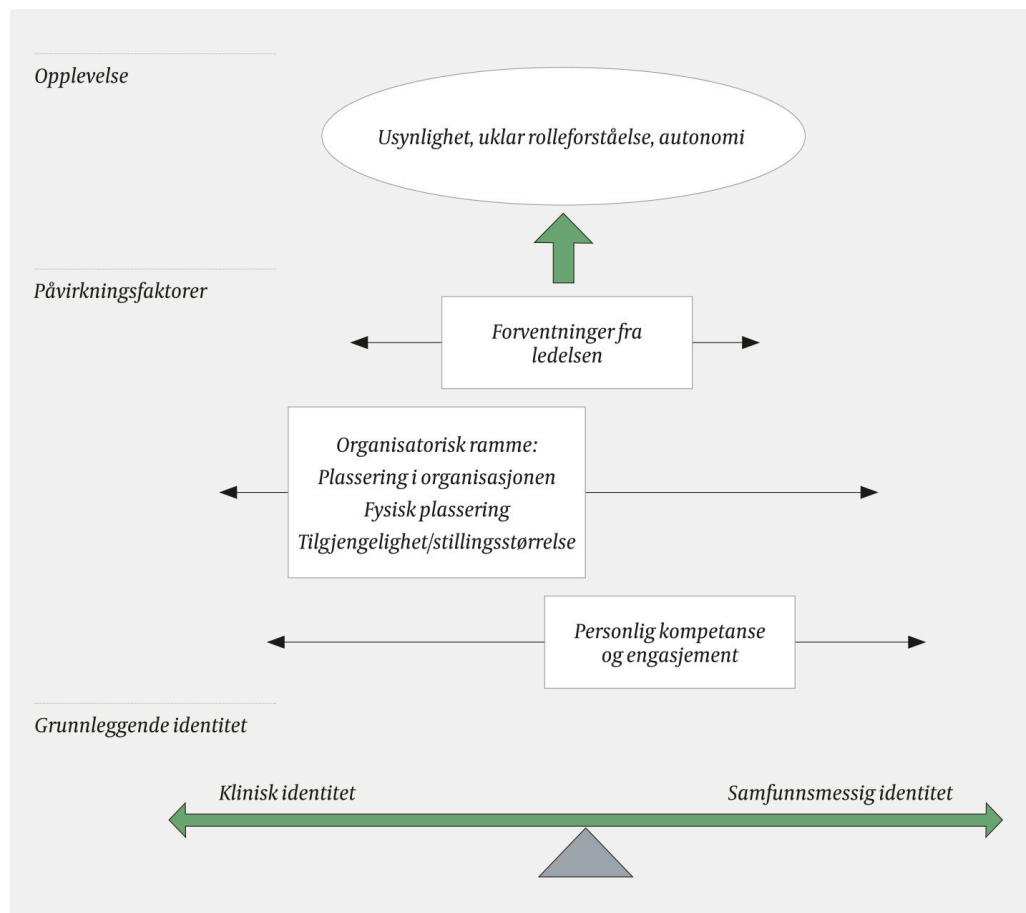 Opplevelse
Usynlighet, uklar rolleforståelse, autonomi
Påvirkningsfaktorer
Forventninger fra
ledelsen
Organisatorisk ramme:
Plassering i organisasjonen
Fysisk plassering
Tilgjengelighet/stillingsstørrelse
Personlig kompetanse
og engasjement
Grunnleggende identitet
Klinisk identitet
Samfunnsmessig identitet